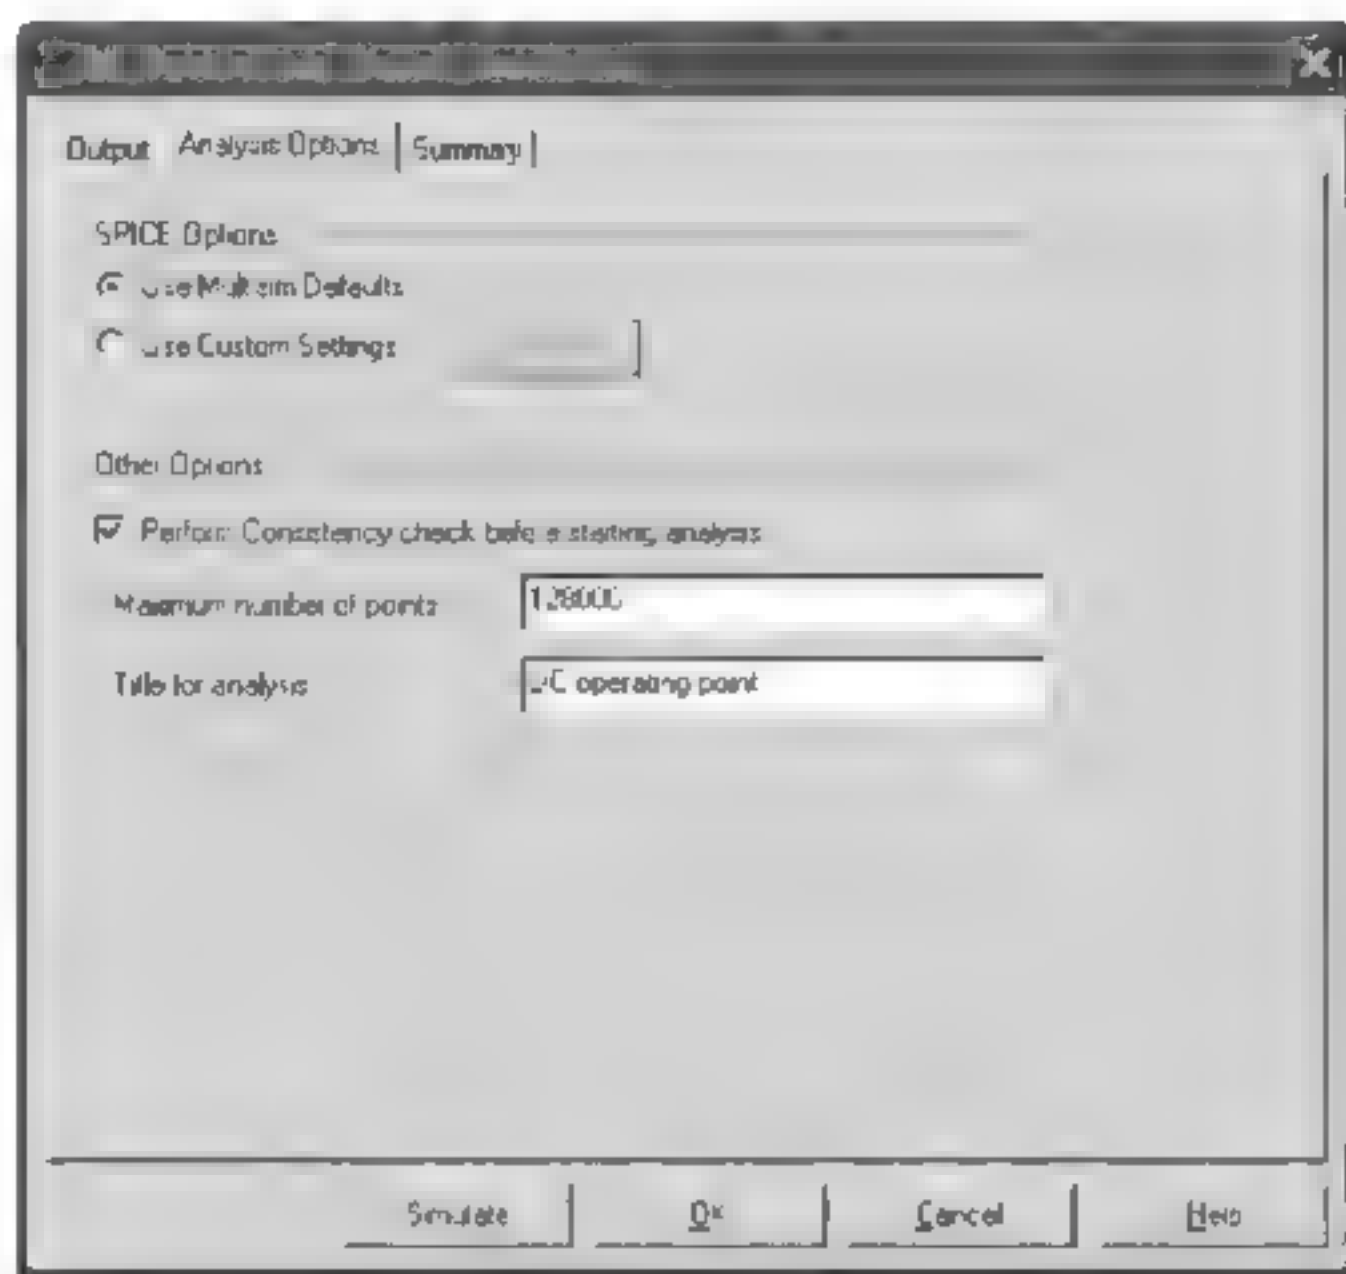 Output Analysis Options Summary
SPICE Options
Use Multisim Defaults
Use Custom Settings
Other Options
Perform Consistency check before starting analysis
Maximum number of points 128000
Title for analysis DC operating point
Simulate OK Cancel Help